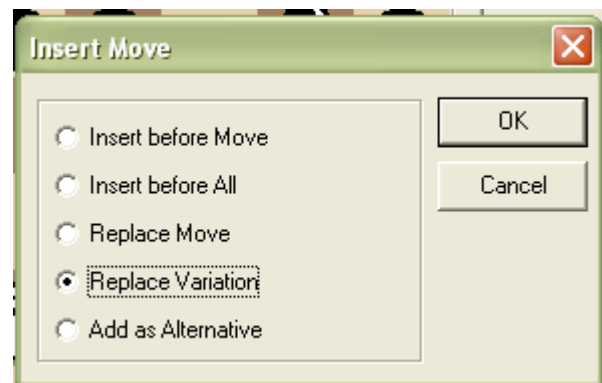 Insert Move
Insert before Move
Insert before All
Replace Move
Replace Variation
Add as Alternative
OK
Cancel